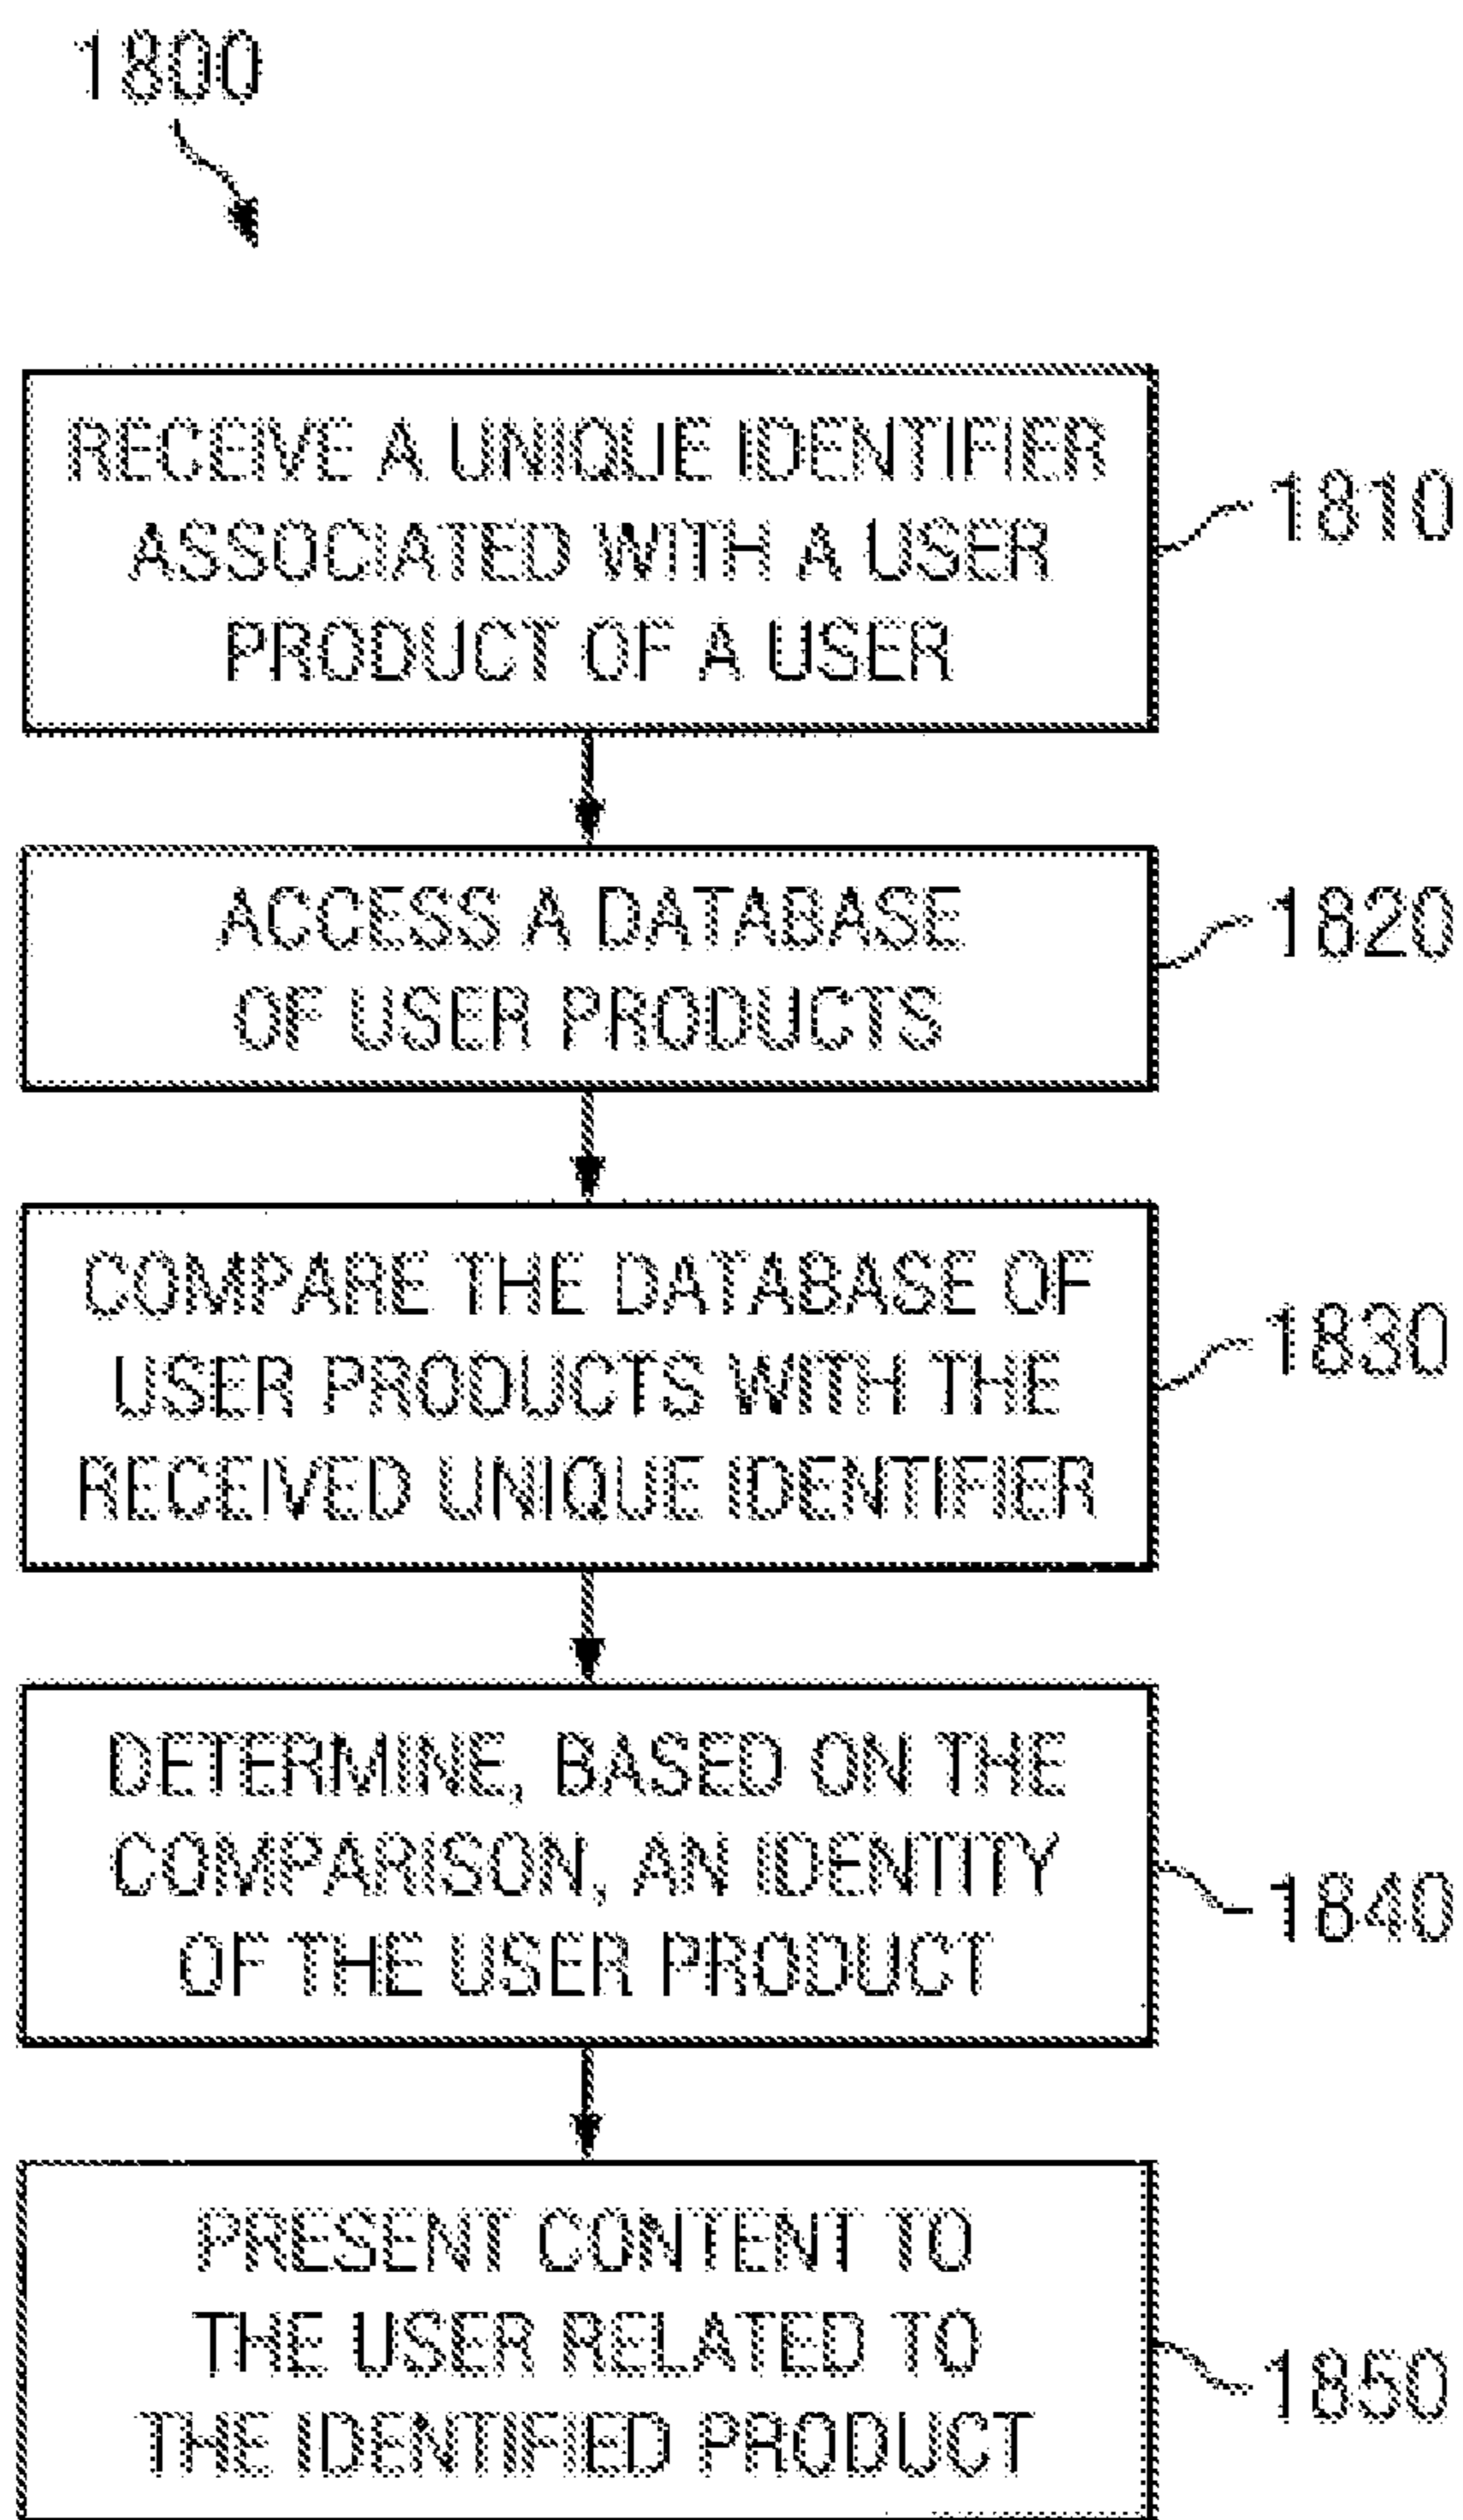 1800
RECEIVE A UNIQUE IDENTIFIER
ASSOCIATED WITH A USER
PRODUCT OF A USER
1810
ACCESS A DATABASE
OF USER PRODUCTS
1820
COMPARE THE DATABASE OF
USER PRODUCTS WITH THE
RECEIVED UNIQUE IDENTIFIER
1830
DETERMINE, BASED ON THE
COMPARISON, AN IDENTITY
OF THE USER PRODUCT
1840
PRESENT CONTENT TO
THE USER RELATED TO
THE IDENTIFIED PRODUCT
1850